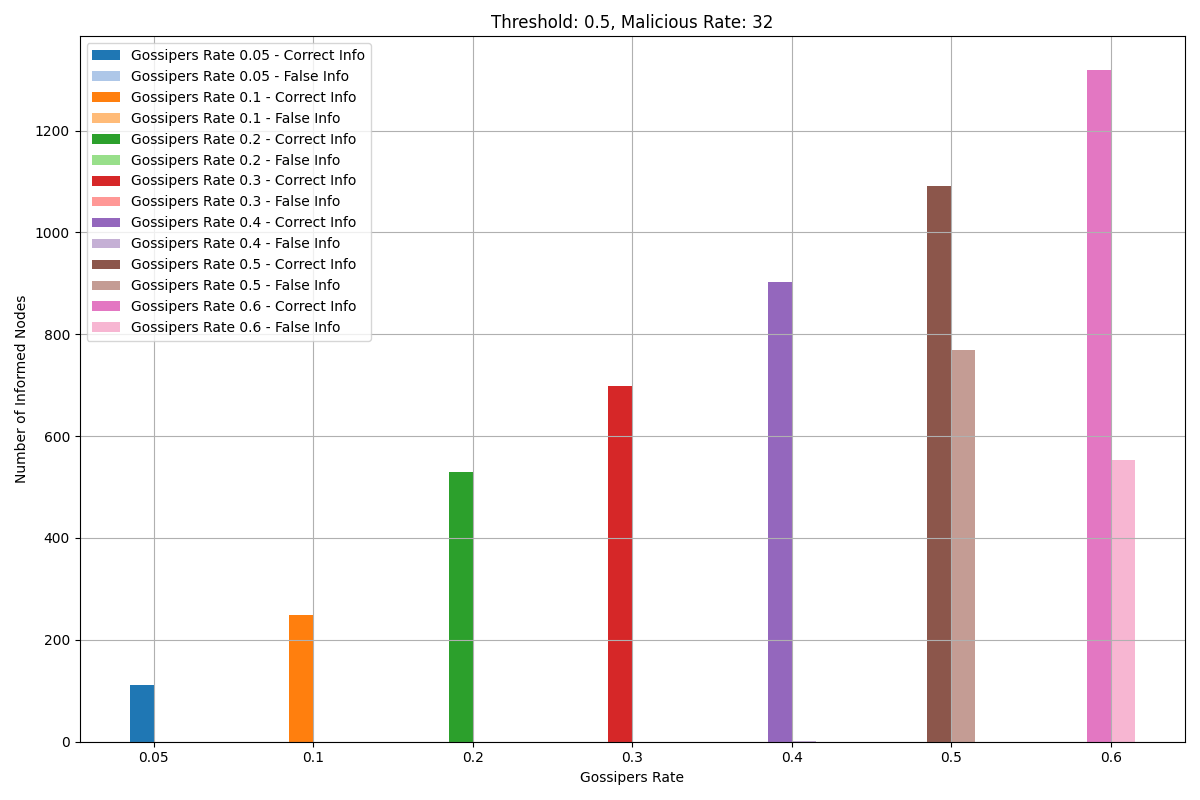 Threshold: 0.5, Malicious Rate: 32
Gossipers Rate 0.05 - Correct Info
Gossipers Rate 0.05 - False Info
Gossipers Rate 0.1 - Correct Info
Gossipers Rate 0.1 - False Info
Gossipers Rate 0.2 - Correct Info
Gossipers Rate 0.2 - False Info
Gossipers Rate 0.3 - Correct Info
Gossipers Rate 0.3 - False Info
Gossipers Rate 0.4 - Correct Info
Gossipers Rate 0.4 - False Info
Gossipers Rate 0.5 - Correct Info
Gossipers Rate 0.5 - False Info
Gossipers Rate 0.6 - Correct Info
Gossipers Rate 0.6 - False Info
Number of Informed Nodes
1200
1000
800
600
400
200
0
0.05 0.1 0.2 0.3 0.4 0.5 0.6
Gossipers Rate